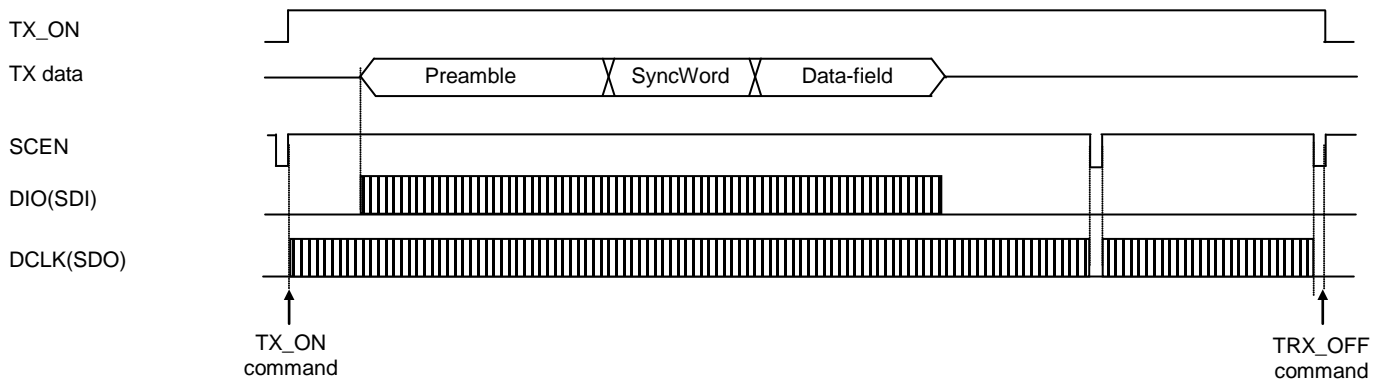 TX_ON
TX data
Preamble SyncWord Data-field
SCEN
DIO(SDI)
DCLK(SDO)
TX_ON
command
TRX_OFF
command